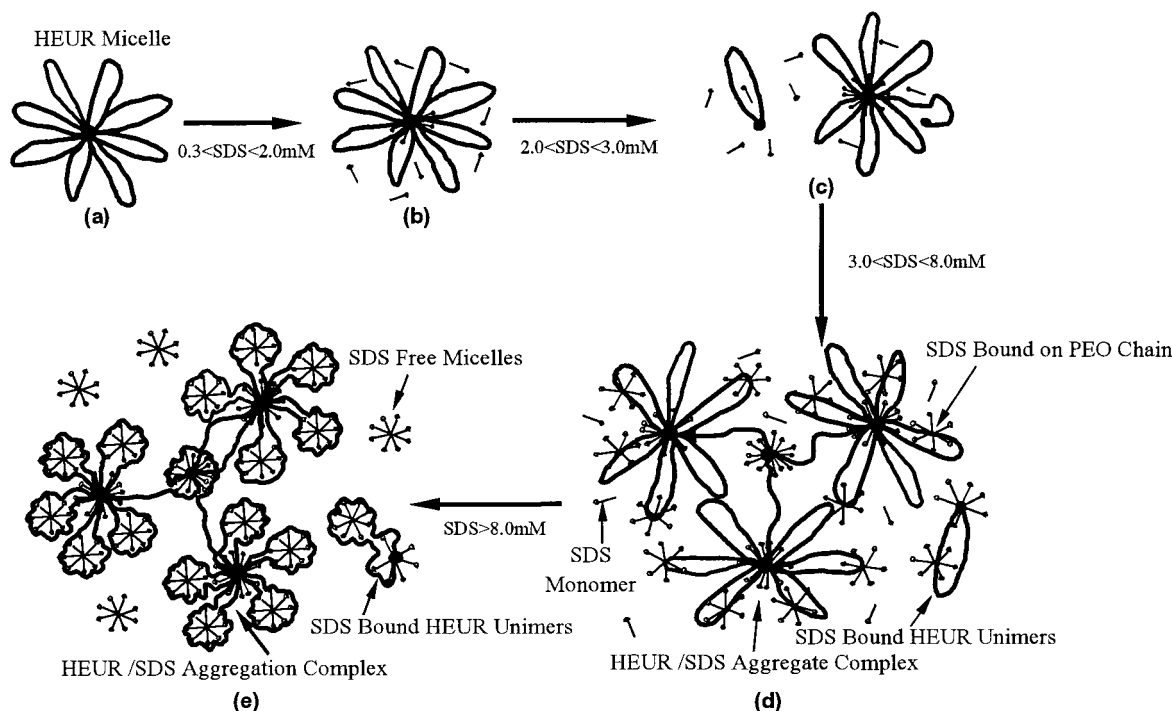 HEUR Micelle
0.3<SDS<2.0mM
2.0<SDS<3.0mM
(a)
(b)
(c)
3.0<SDS<8.0mM
SDS Free Micelles
SDS Bound on PEO Chain
SDS>8.0mM
SDS
Monomer
SDS Bound HEUR Unimers
SDS Bound HEUR Unimers
HEUR /SDS Aggregation Complex
HEUR /SDS Aggregate Complex
(e)
(d)